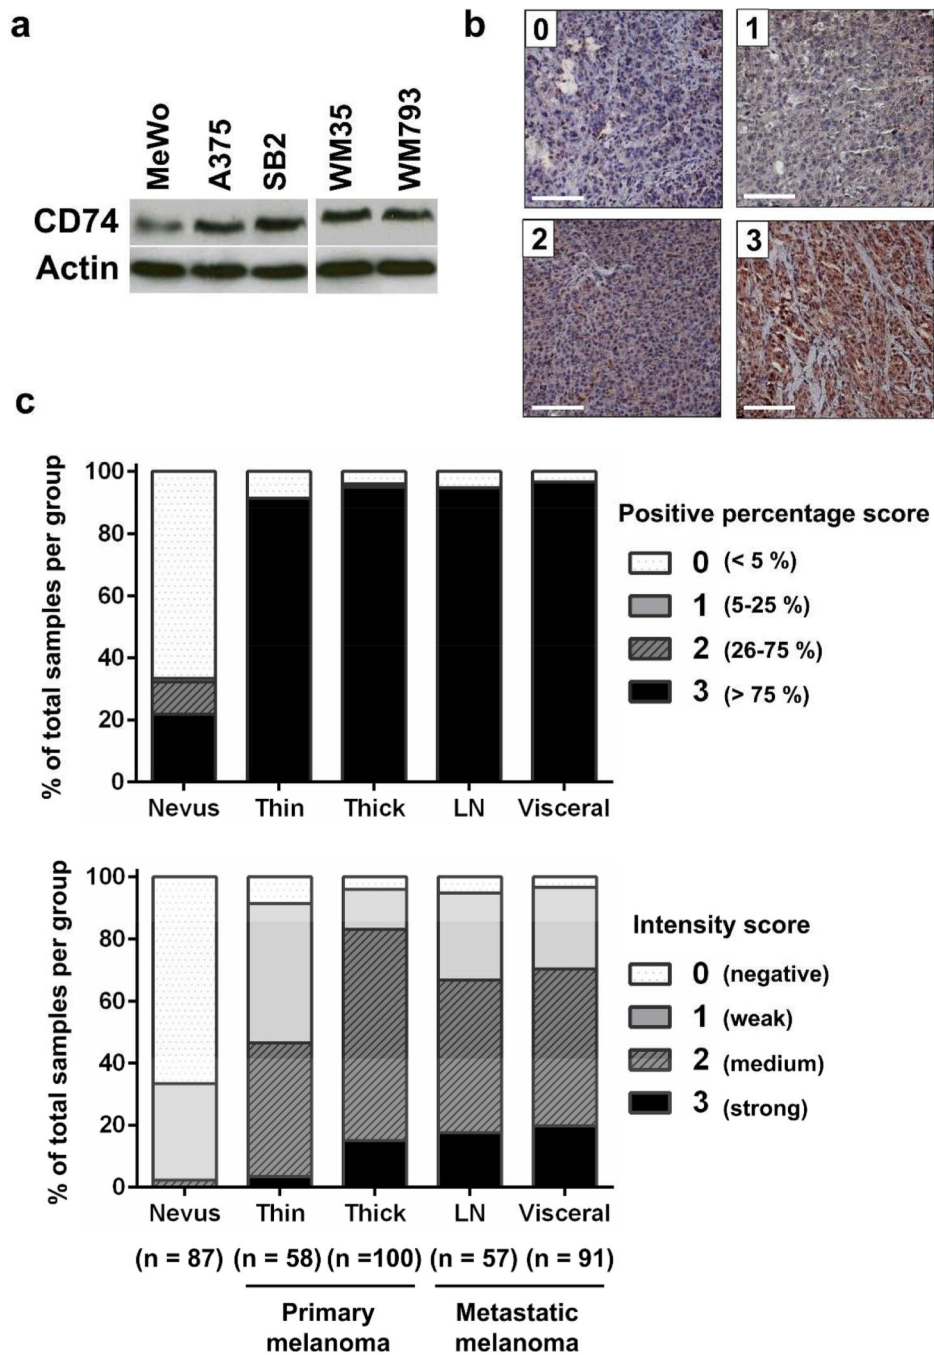 a
MeWo
A375
SB2
WM35
WM793
CD74
Actin
b
0
1
2
3
c
% of total samples per group
100
80
60
40
20
0
Nevus Thin Thick LN Visceral
Positive percentage score
0 (< 5 %)
1 (5-25 %)
2 (26-75 %)
3 (> 75 %)
% of total samples per group
100
80
60
40
20
0
Nevus Thin Thick LN Visceral
(n = 87) (n = 58) (n =100) (n = 57) (n = 91)
Primary
melanoma
Metastatic
melanoma
Intensity score
0 (negative)
1 (weak)
2 (medium)
3 (strong)